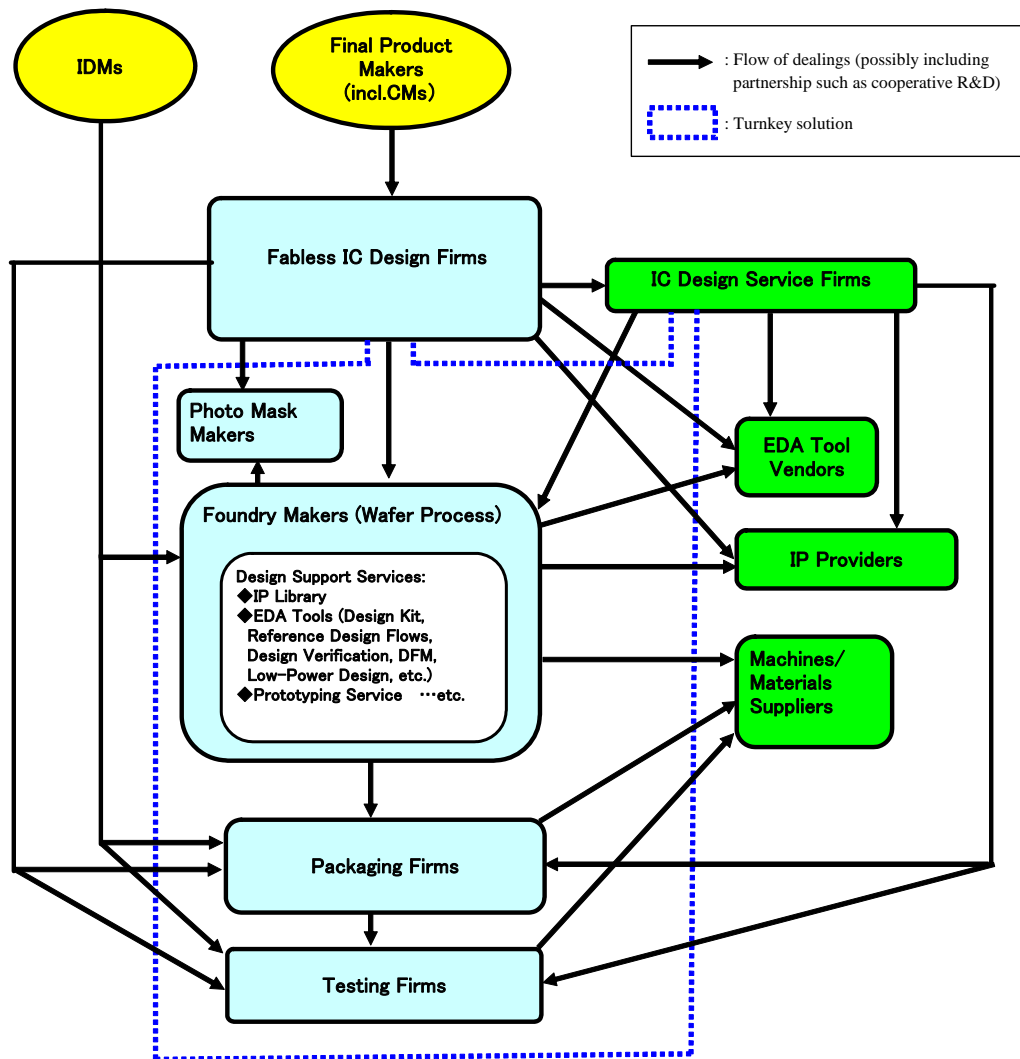 IDMs
Final Product
Makers
(incl.CMs)
: Flow of dealings (possibly including
partnership such as cooperative R&D)
: Turnkey solution
Fabless IC Design Firms
IC Design Service Firms
Photo Mask
Makers
EDA Tool
Vendors
Foundry Makers (Wafer Process)
IP Providers
Design Support Services:
◆IP Library
◆EDA Tools (Design Kit,
Reference Design Flows,
Design Verification, DFM,
Low-Power Design, etc.)
◆Prototyping Service …etc.
Machines/
Materials
Suppliers
Packaging Firms
Testing Firms